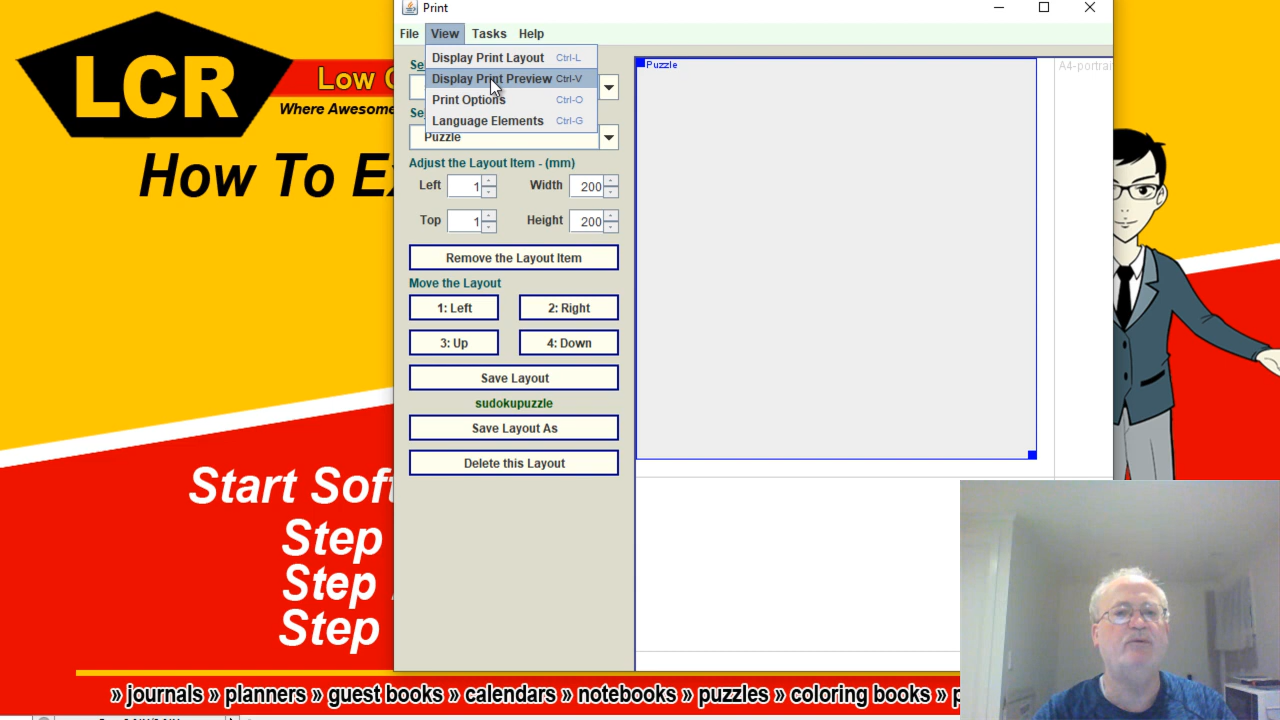 Print
File View Tasks Help
LCR
Low
Where Awesome
How To
Display Print Layout Ctrl-L
Display Print Preview Ctrl-V
Print Options Ctrl-O
Language Elements Ctrl-G
Puzzle
Adjust the Layout Item - (mm)
Left 1 Width 200
Top 1 Height 200
Remove the Layout Item
Move the Layout
1: Left 2: Right
3: Up 4: Down
Save Layout
sudokupuzzle
Save Layout As
Delete this Layout
Puzzle
Start
Step
Step
Step
» journals » planners » guest books » calendars » notebooks » puzzles » coloring books »